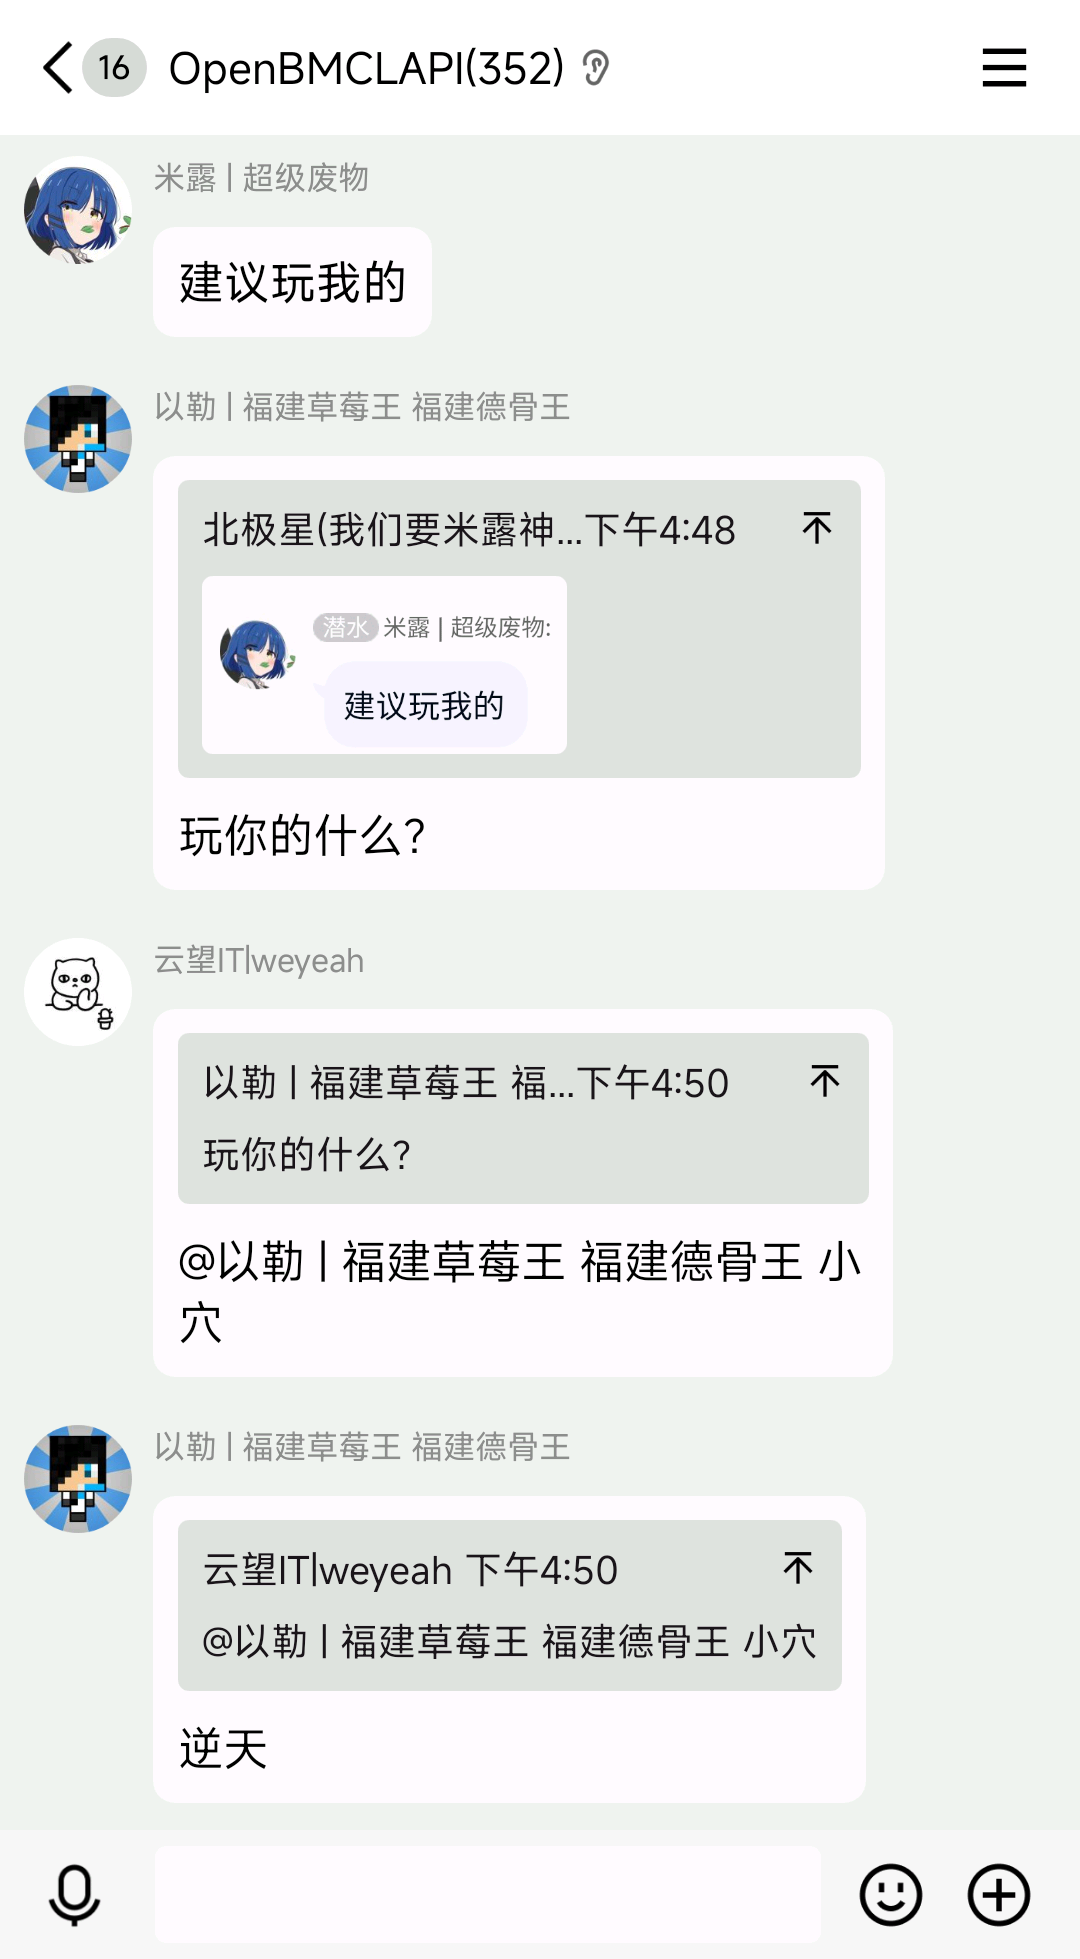 16 OpenBMCLAPI(352)
米露 | 超级废物
建议玩我的
以勒 | 福建草莓王 福建德骨王
北极星(我们要米露神...下午4:48
潜水 米露 | 超级废物:
建议玩我的
玩你的什么?
云望IT|weyeah
以勒 | 福建草莓王 福...下午4:50
玩你的什么?
@以勒 | 福建草莓王 福建德骨王 小
穴
以勒 | 福建草莓王 福建德骨王
云望IT|weyeah 下午4:50
@以勒 | 福建草莓王 福建德骨王 小穴
逆天